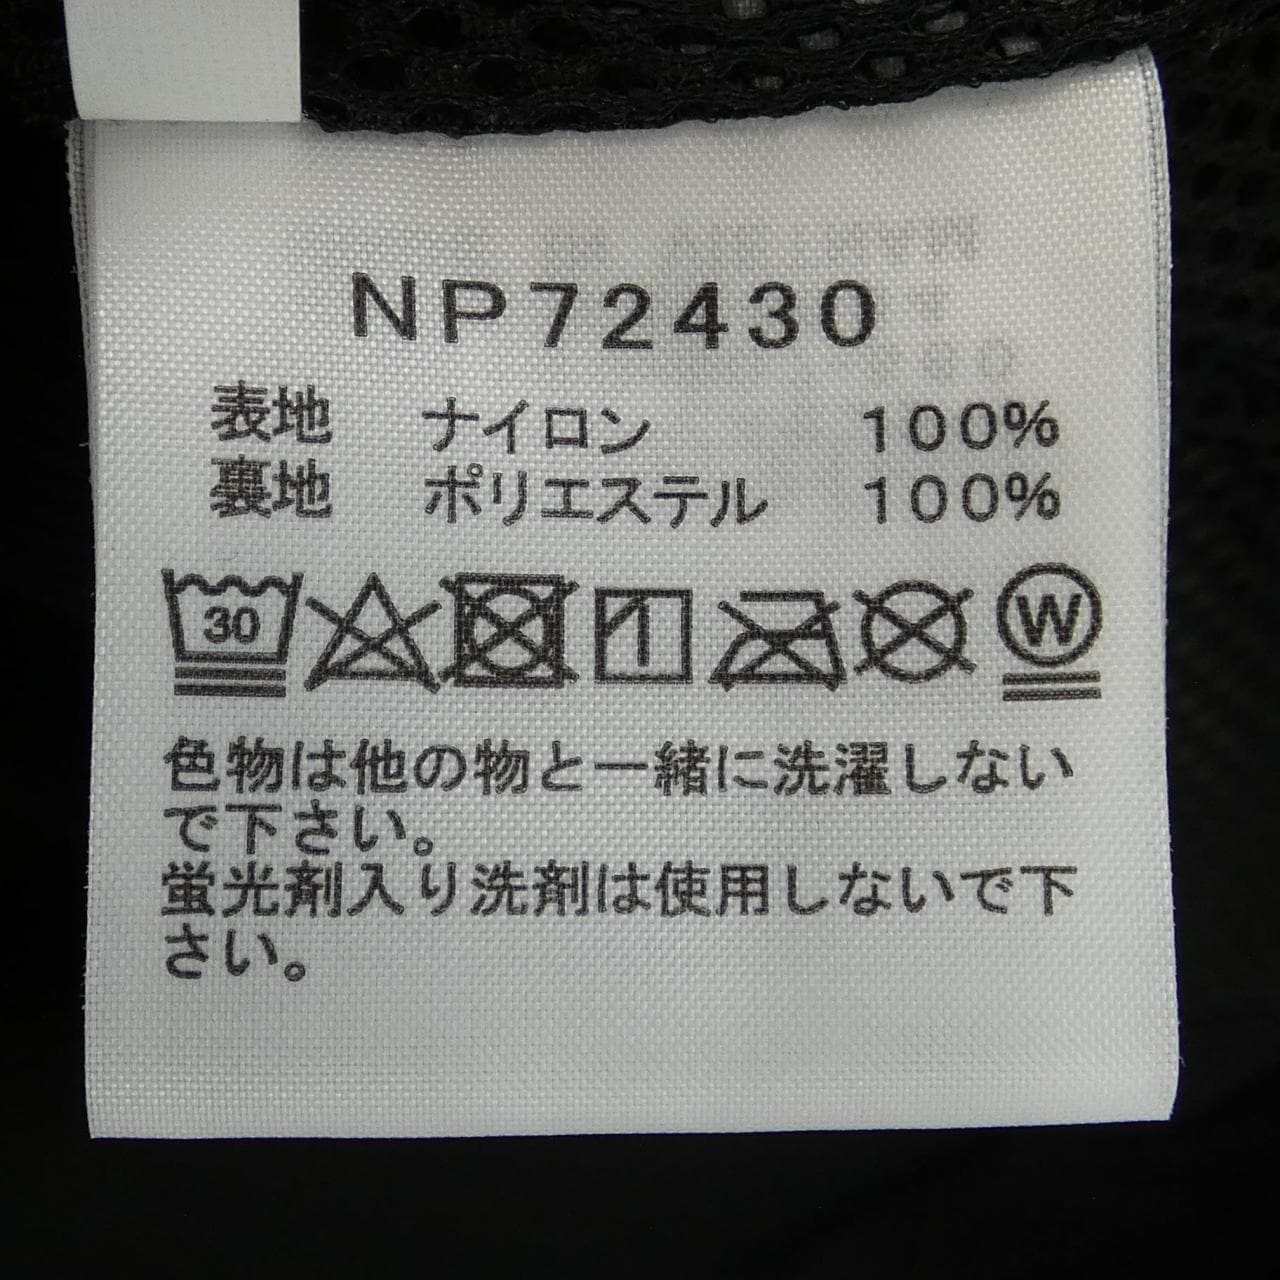 NP72430
表地 ナイロン 100%
裏地 ポリエステル 100%
30 W
色物は他の物と一緒に洗濯しない
で下さい。
蛍光剤入り洗剤は使用しないで下
さい。